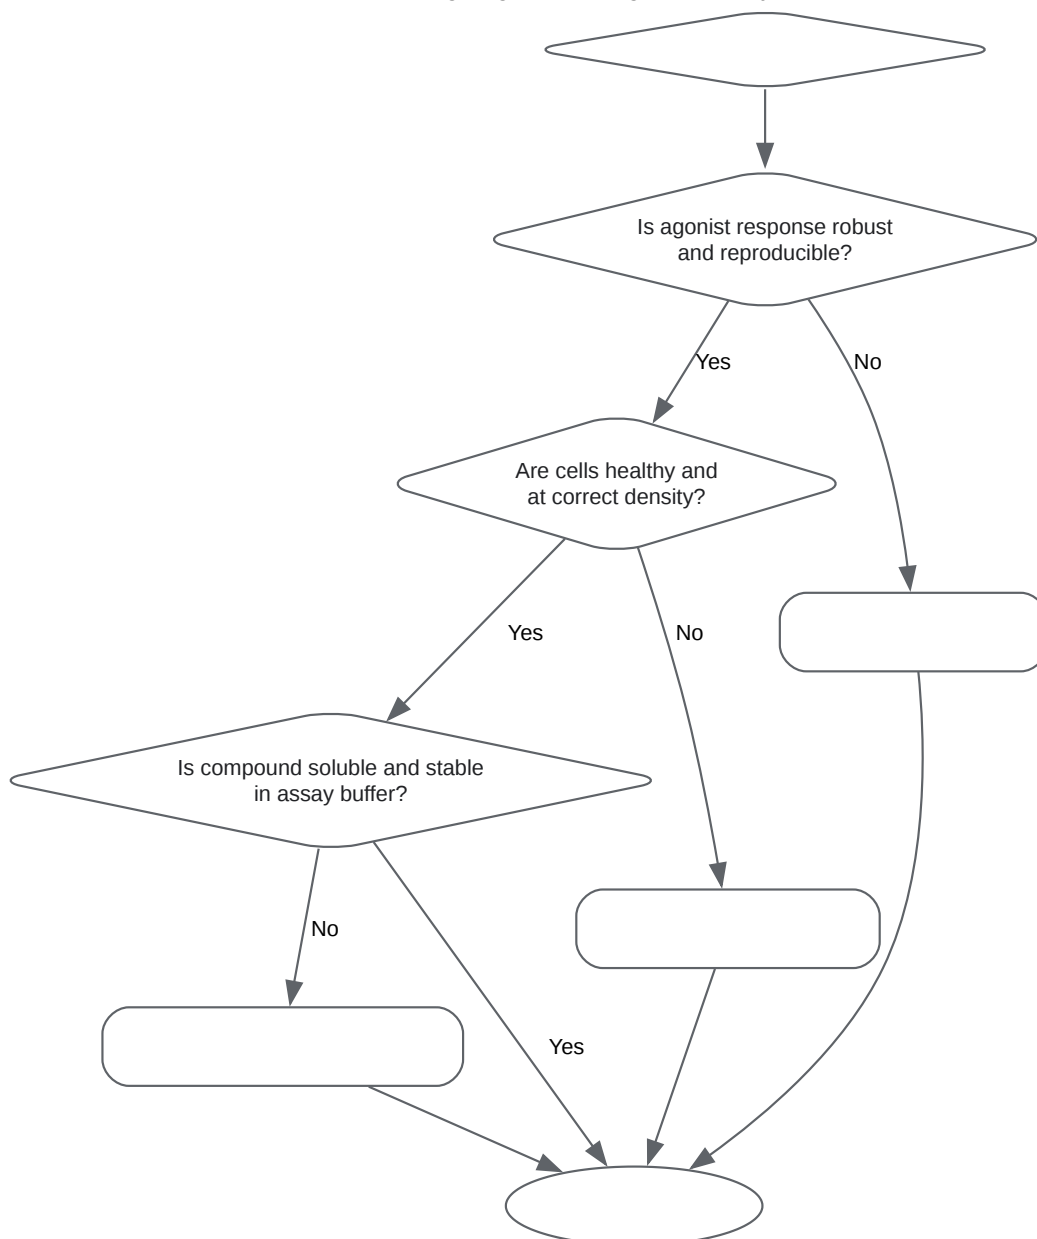 Is agonist response robust
and reproducible?
Yes
No
Are cells healthy and
at correct density?
Yes
No
Is compound soluble and stable
in assay buffer?
No
Yes